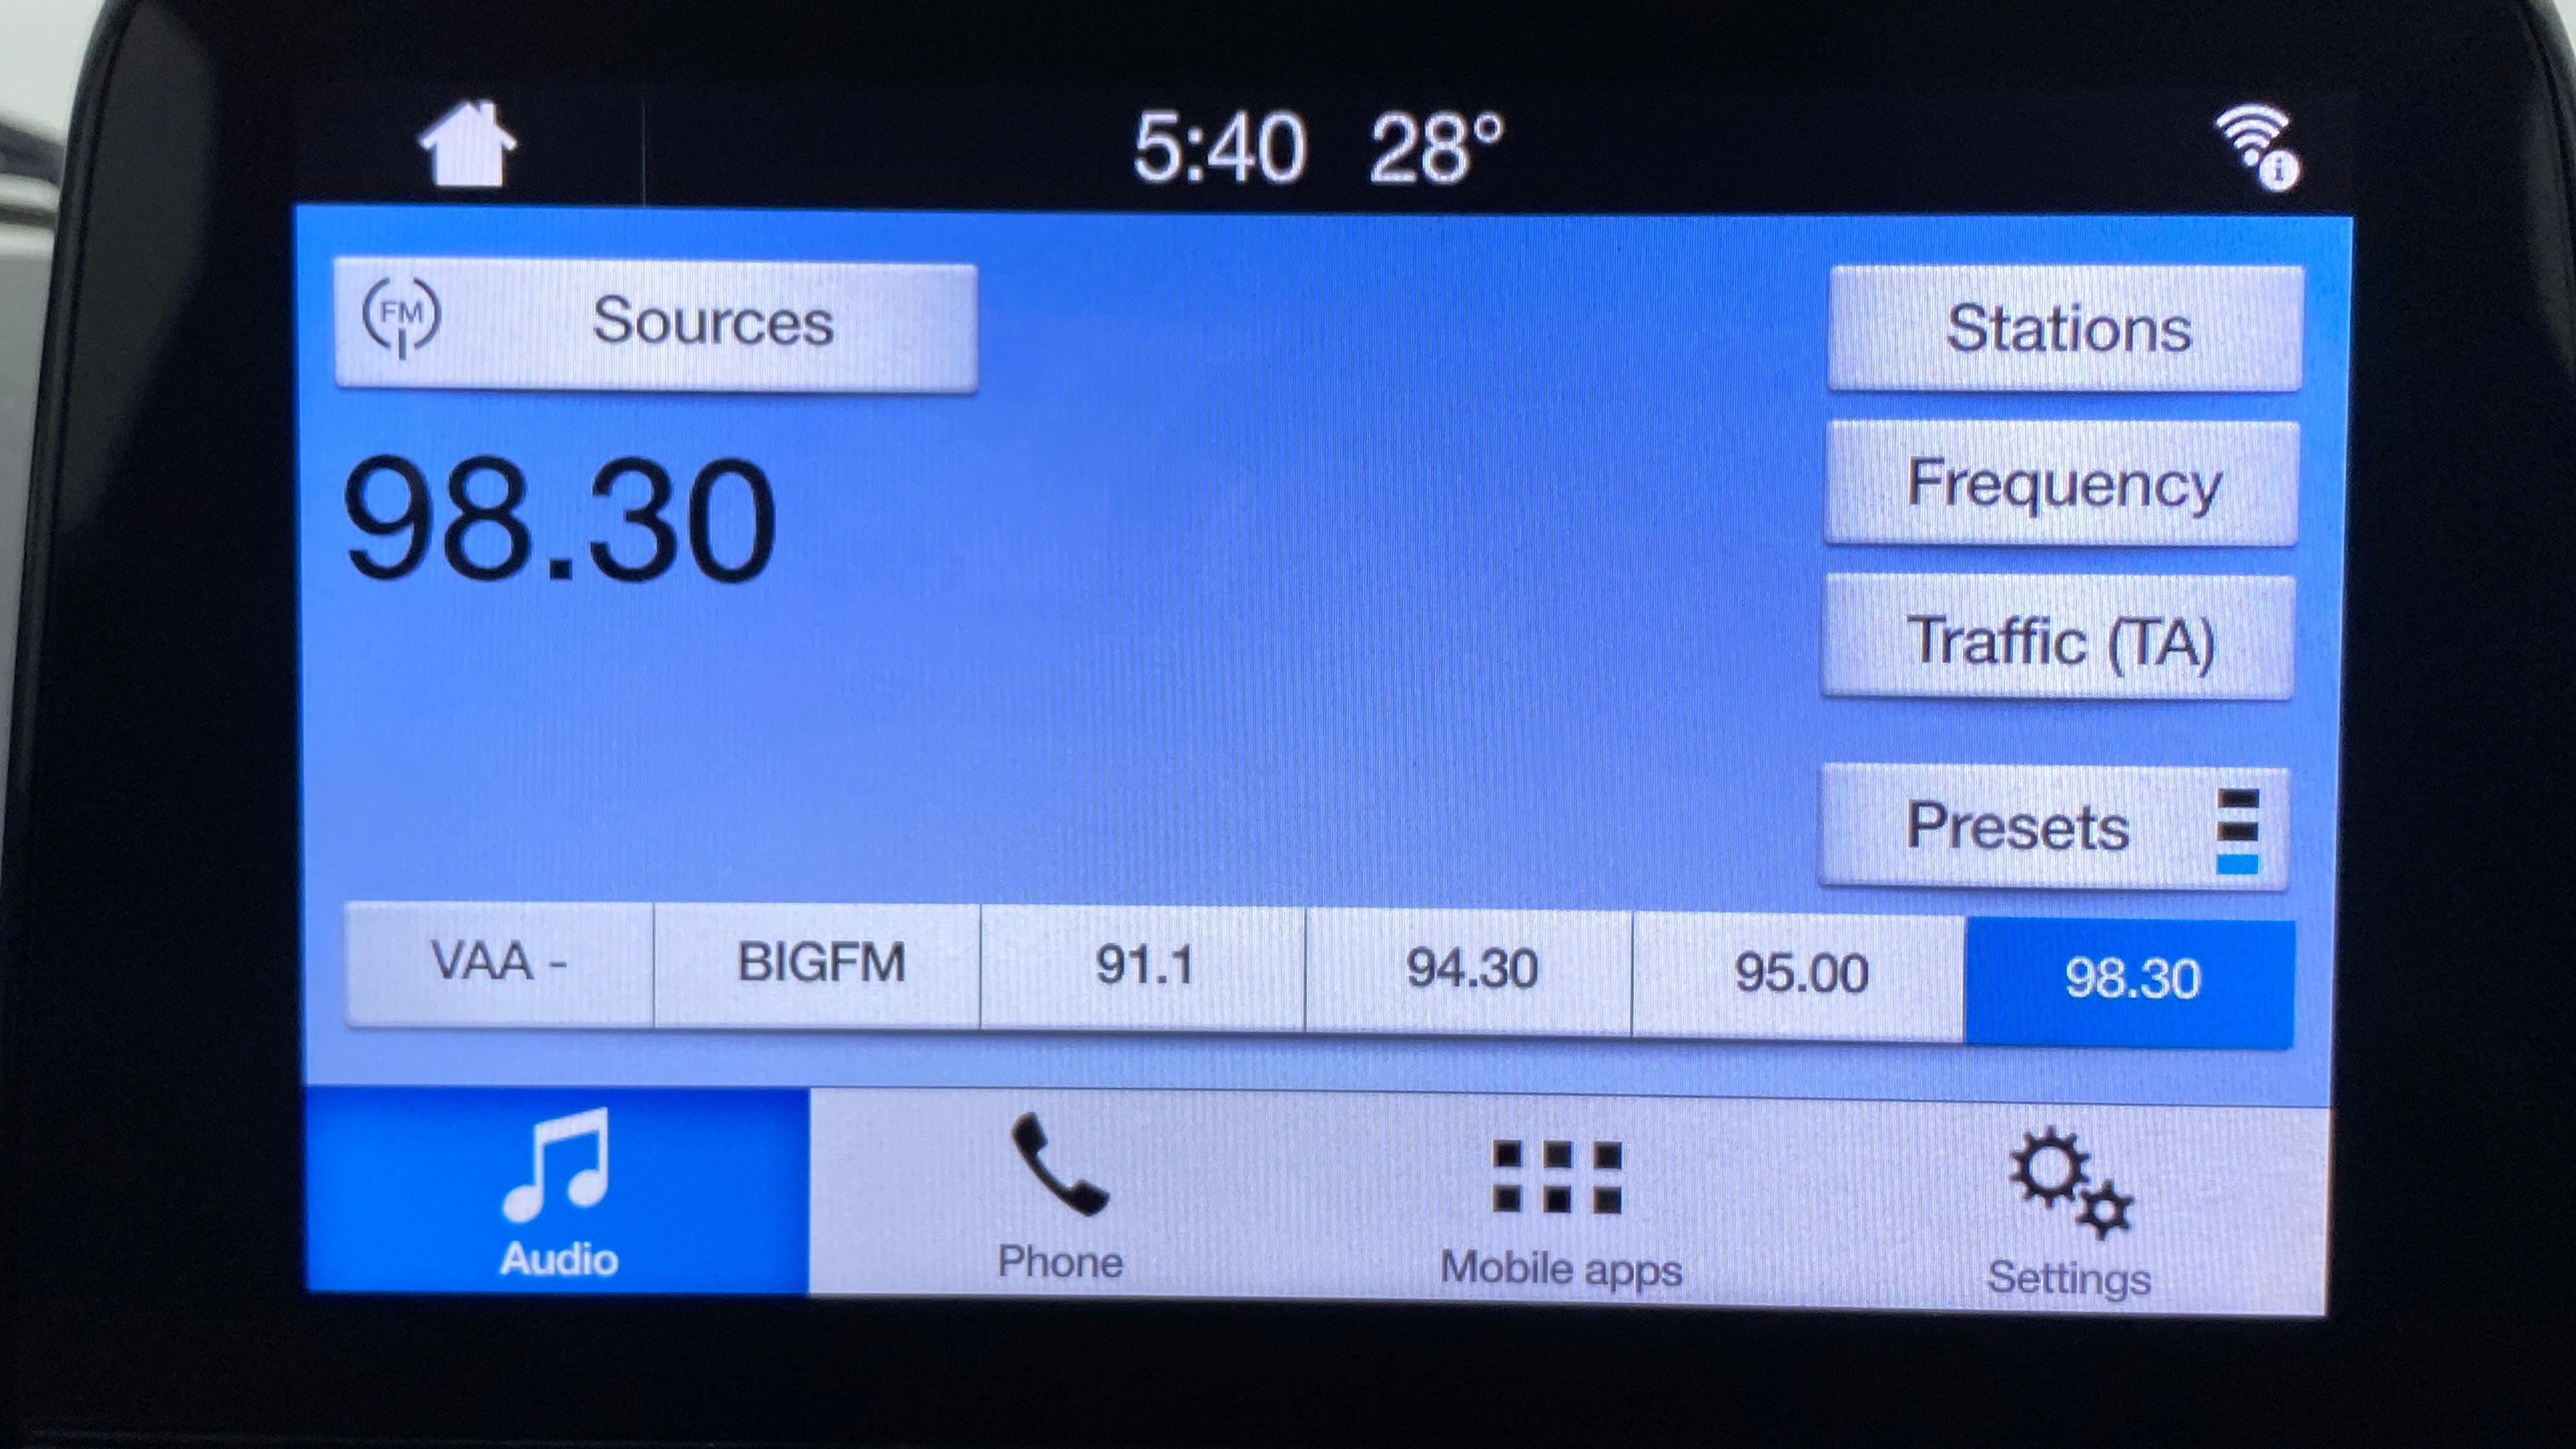 5:40 28°
FM Sources
Stations
98.30
Frequency
Traffic (TA)
Presets
VAA - BIGFM 91.1 94.30 95.00 98.30
Audio Phone Mobile apps Settings